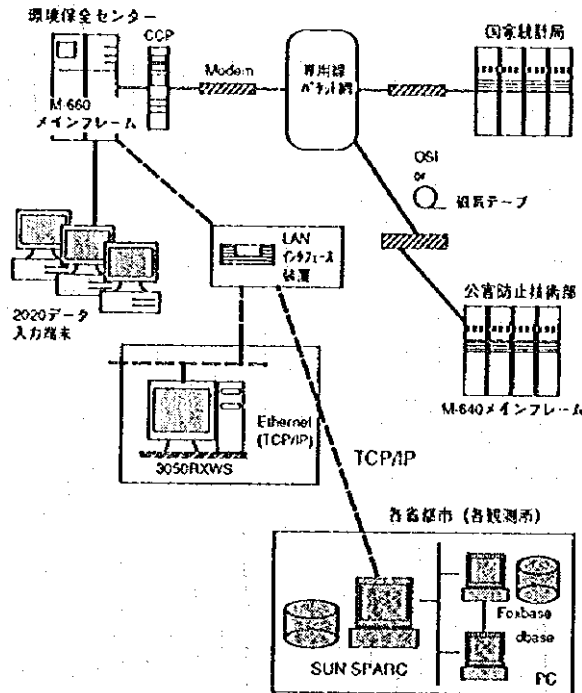 環境保全センター
CCP
国家統計局
Modem
専用線
パケット網
M-660
メインフレーム
OSI
or
磁気テープ
LAN
インタフェース
装置
2020データ
入力端末
公害防止技術部
M-640メインフレーム
Ethernet
(TCP/IP)
3050RXWS
TCP/IP
各省都市 (各観測所)
Foxbase
dbase
SUN SPARC
PC